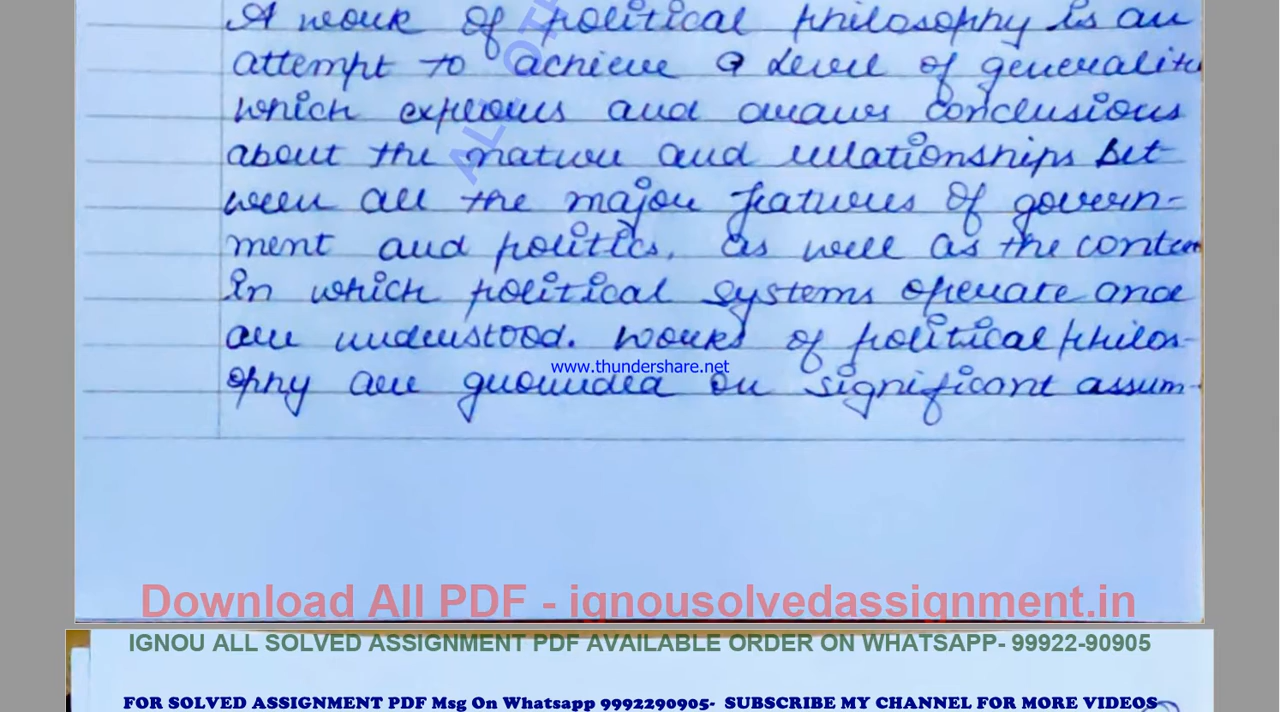 A work of political philosophy is an
attempt to achieve a level of generality
which explores and draws conclusions
about the nature and relationships bet
ween all the major features of govern-
ment and politics, as well as the context
in which political systems operate and
are understood. Works of political philos-
ophy are grounded on significant assum-
www.thundershare.net
Download All PDF - ignousolvedassignment.in
IGNOU ALL SOLVED ASSIGNMENT PDF AVAILABLE ORDER ON WHATSAPP- 99922-90905
FOR SOLVED ASSIGNMENT PDF Msg On Whatsapp 9992290905- SUBSCRIBE MY CHANNEL FOR MORE VIDEOS